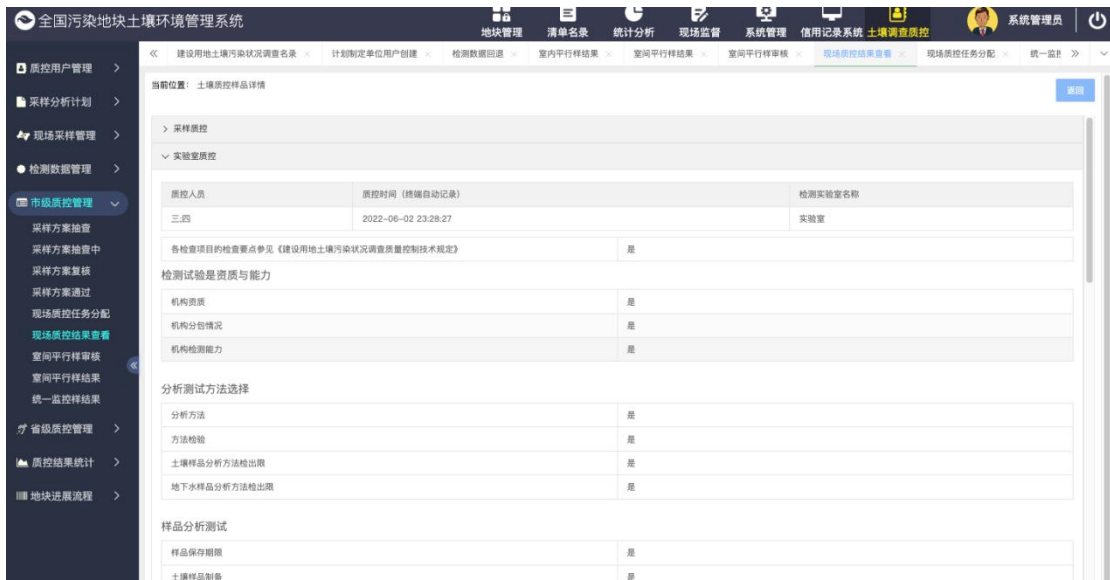 全国污染地块土壤环境管理系统
地块管理 清单名录 统计分析 现场监督 系统管理 信用记录系统 土壤调查质控 系统管理员
建设用地土壤污染状况调查名录 × 计划制定单位用户创建 × 检测数据回退 × 室内平行样结果 × 室间平行样结果 × 室间平行样审核 × 现场质控结果查看 × 现场质控任务分配 × 统一监
质控用户管理
采样分析计划
现场采样管理
检测数据管理
市级质控管理
采样方案抽查
采样方案抽查中
采样方案复核
采样方案通过
现场质控任务分配
现场质控结果查看
室间平行样审核
室间平行样结果
统一监控样结果
省级质控管理
质控结果统计
地块进展流程
当前位置: 土壤质控样品详情
返回
采样质控
实验室质控
质控人员 质控时间（终端自动记录） 检测实验室名称
三;四 2022-06-02 23:28:27 实验室
各检查项目的检查要点参见《建设用地土壤污染状况调查质量控制技术规定》 是
检测试验是资质与能力
机构资质 是
机构分包情况 是
机构检测能力 是
分析测试方法选择
分析方法 是
方法检验 是
土壤样品分析方法检出限 是
地下水样品分析方法检出限 是
样品分析测试
样品保存期限 是
土壤样品制备 是